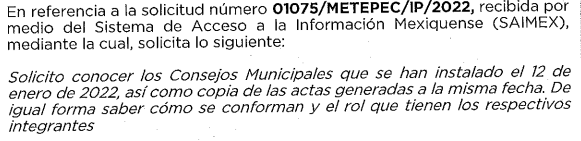 En referencia a la solicitud número 01075/METEPEC/IP/2022, recibida por
medio del Sistema de Acceso a la Información Mexiquense (SAIMEX),
mediante la cual, solicita lo siguiente:
Solicito conocer los Consejos Municipales que se han instalado el 12 de
enero de 2022, así como copia de las actas generadas a la misma fecha. De
igual forma saber cómo se conforman y el rol que tienen los respectivos
integrantes